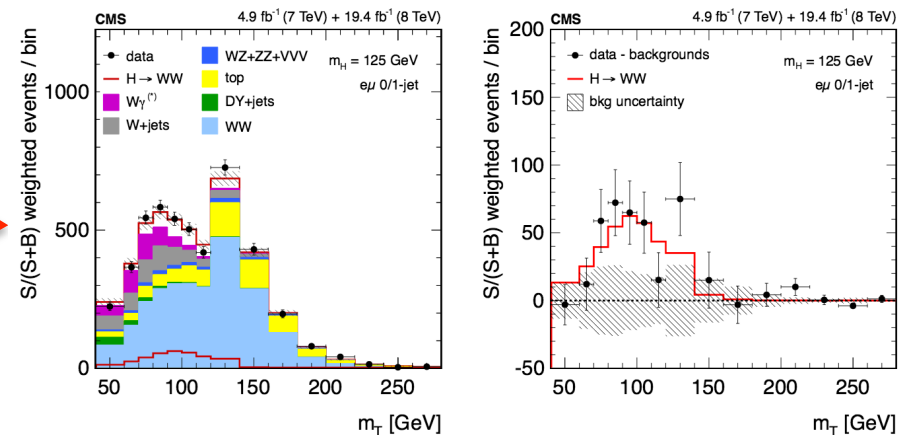 CMS 4.9 fb⁻¹ (7 TeV) + 19.4 fb⁻¹ (8 TeV)
S/(S+B) weighted events / bin
data
H → WW
Wγ(*)
W+jets
WZ+ZZ+VVV
top
DY+jets
WW
m_H = 125 GeV
eμ 0/1-jet
1000
500
0
50 100 150 200 250
m_T [GeV]
CMS 4.9 fb⁻¹ (7 TeV) + 19.4 fb⁻¹ (8 TeV)
S/(S+B) weighted events / bin
data - backgrounds
H → WW
bkg uncertainty
m_H = 125 GeV
eμ 0/1-jet
200
150
100
50
0
-50
50 100 150 200 250
m_T [GeV]